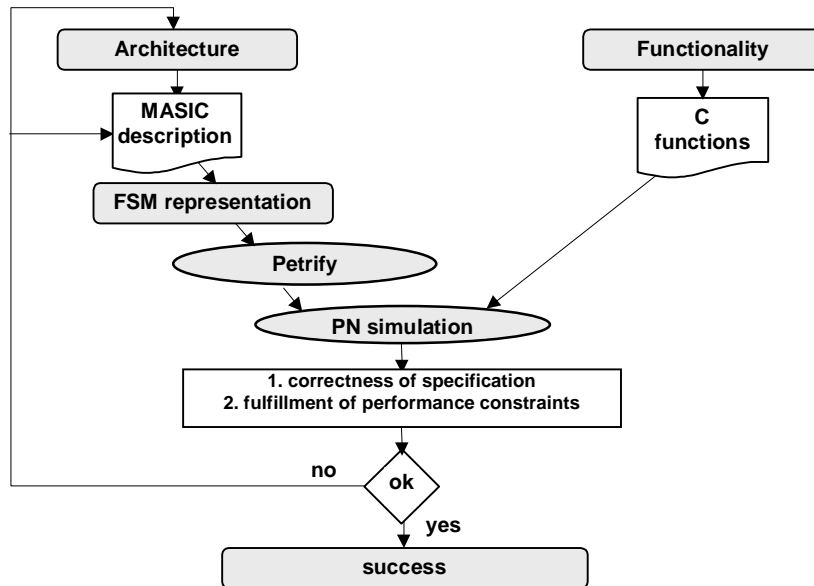 Architecture
Functionality
MASIC
description
C
functions
FSM representation
Petrify
PN simulation
1. correctness of specification
2. fulfillment of performance constraints
no
ok
yes
success